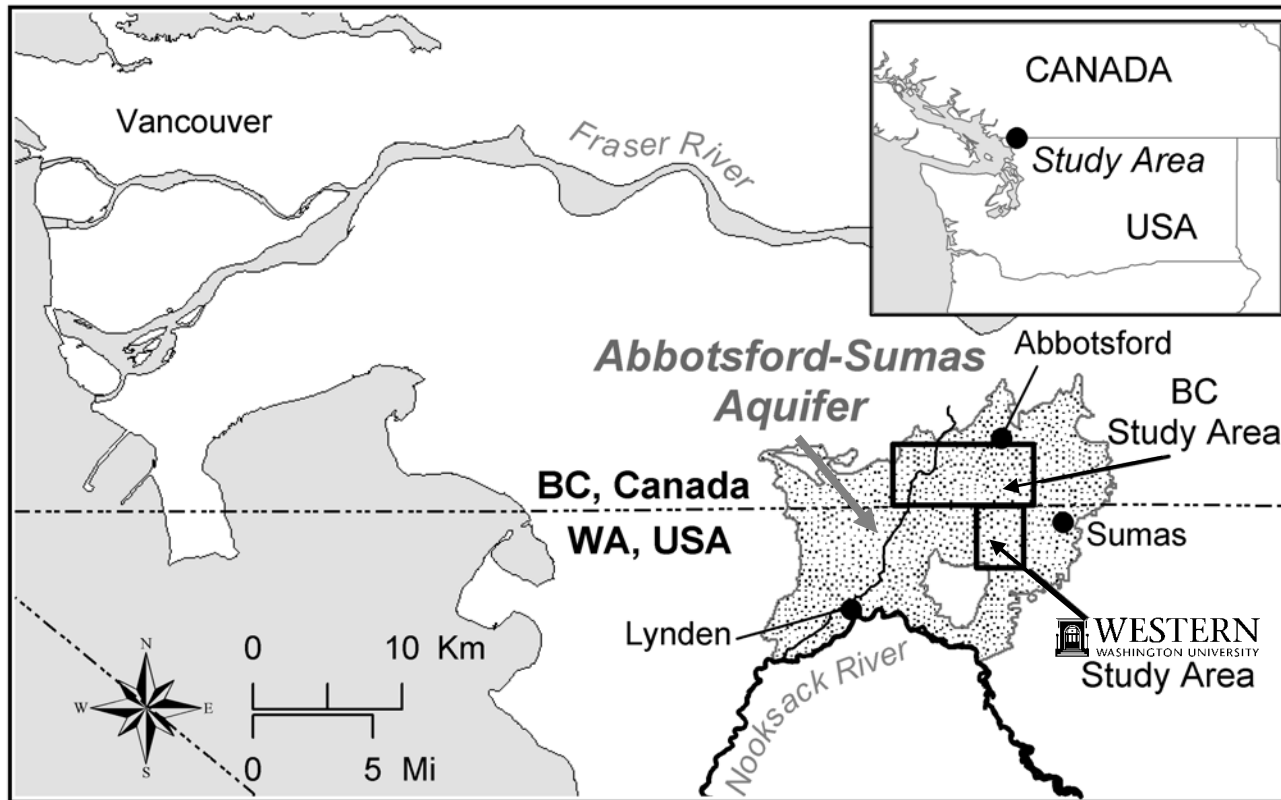 Vancouver
Fraser River
CANADA
Study Area
USA
Abbotsford-Sumas
Aquifer
Abbotsford
BC
Study Area
BC, Canada
WA, USA
Sumas
Lynden
Nooksack River
WESTERN
WASHINGTON UNIVERSITY
Study Area
N
W E
S
0 10 Km
0 5 Mi